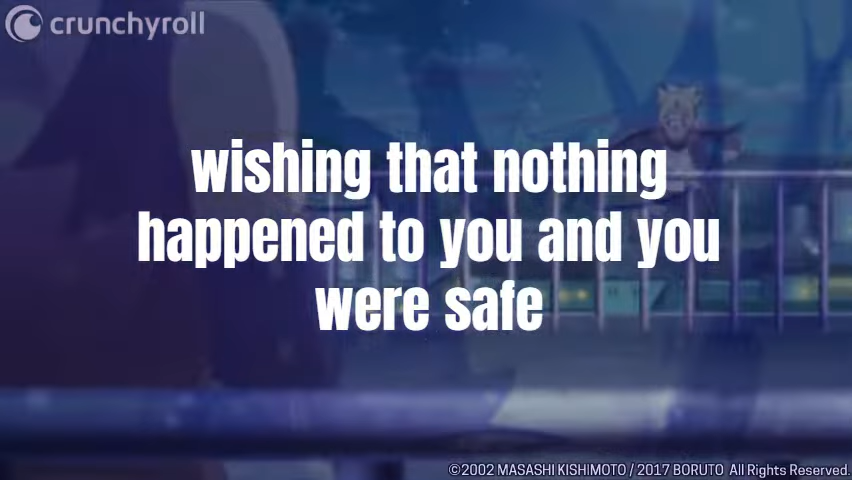 crunchyroll
wishing that nothing
happened to you and you
were safe
©2002 MASASHI KISHIMOTO / 2017 BORUTO All Rights Reserved.